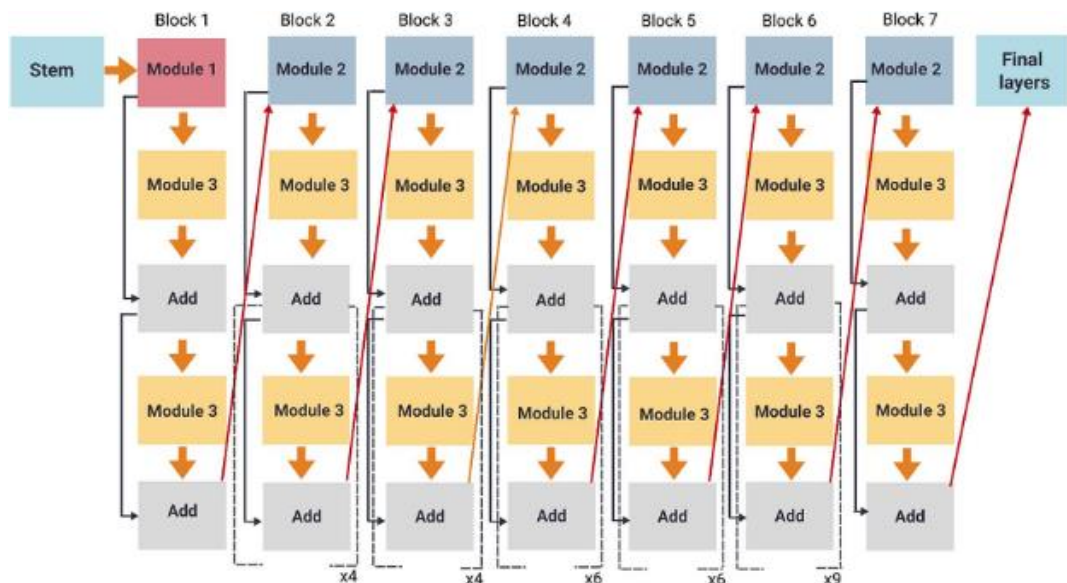 Block 1 Block 2 Block 3 Block 4 Block 5 Block 6 Block 7
Stem Module 1 Module 2 Module 2 Module 2 Module 2 Module 2 Module 2 Final layers
Module 3 Module 3 Module 3 Module 3 Module 3 Module 3 Module 3
Add Add Add Add Add Add Add
Module 3 Module 3 Module 3 Module 3 Module 3 Module 3 Module 3
Add Add Add Add Add Add Add
x4 x4 x6 x6 x9